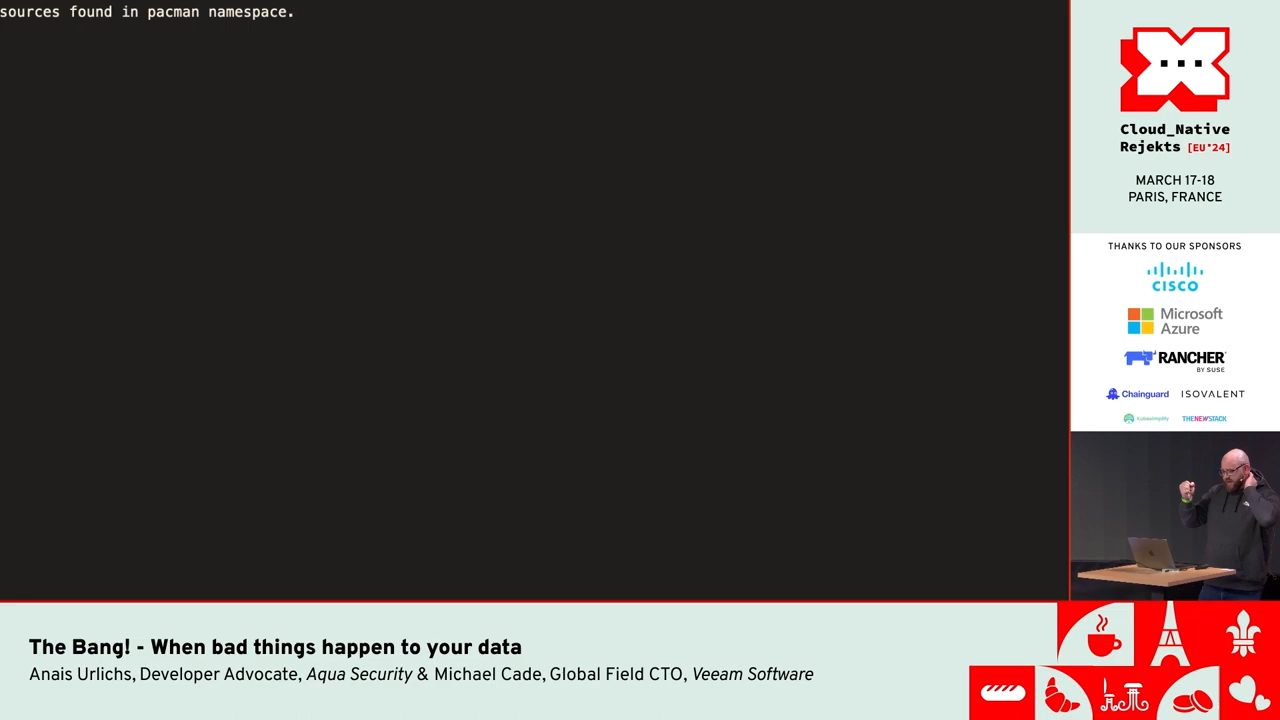 sources found in pacman namespace.
Cloud_Native
Rejekts [EU'24]
MARCH 17-18
PARIS, FRANCE
THANKS TO OUR SPONSORS
CISCO
Microsoft
Azure
RANCHER
BY SUSE
Chainguard ISOVALENT
kubesimplify THENEWSTACK
The Bang! - When bad things happen to your data
Anais Urlichs, Developer Advocate, Aqua Security & Michael Cade, Global Field CTO, Veeam Software